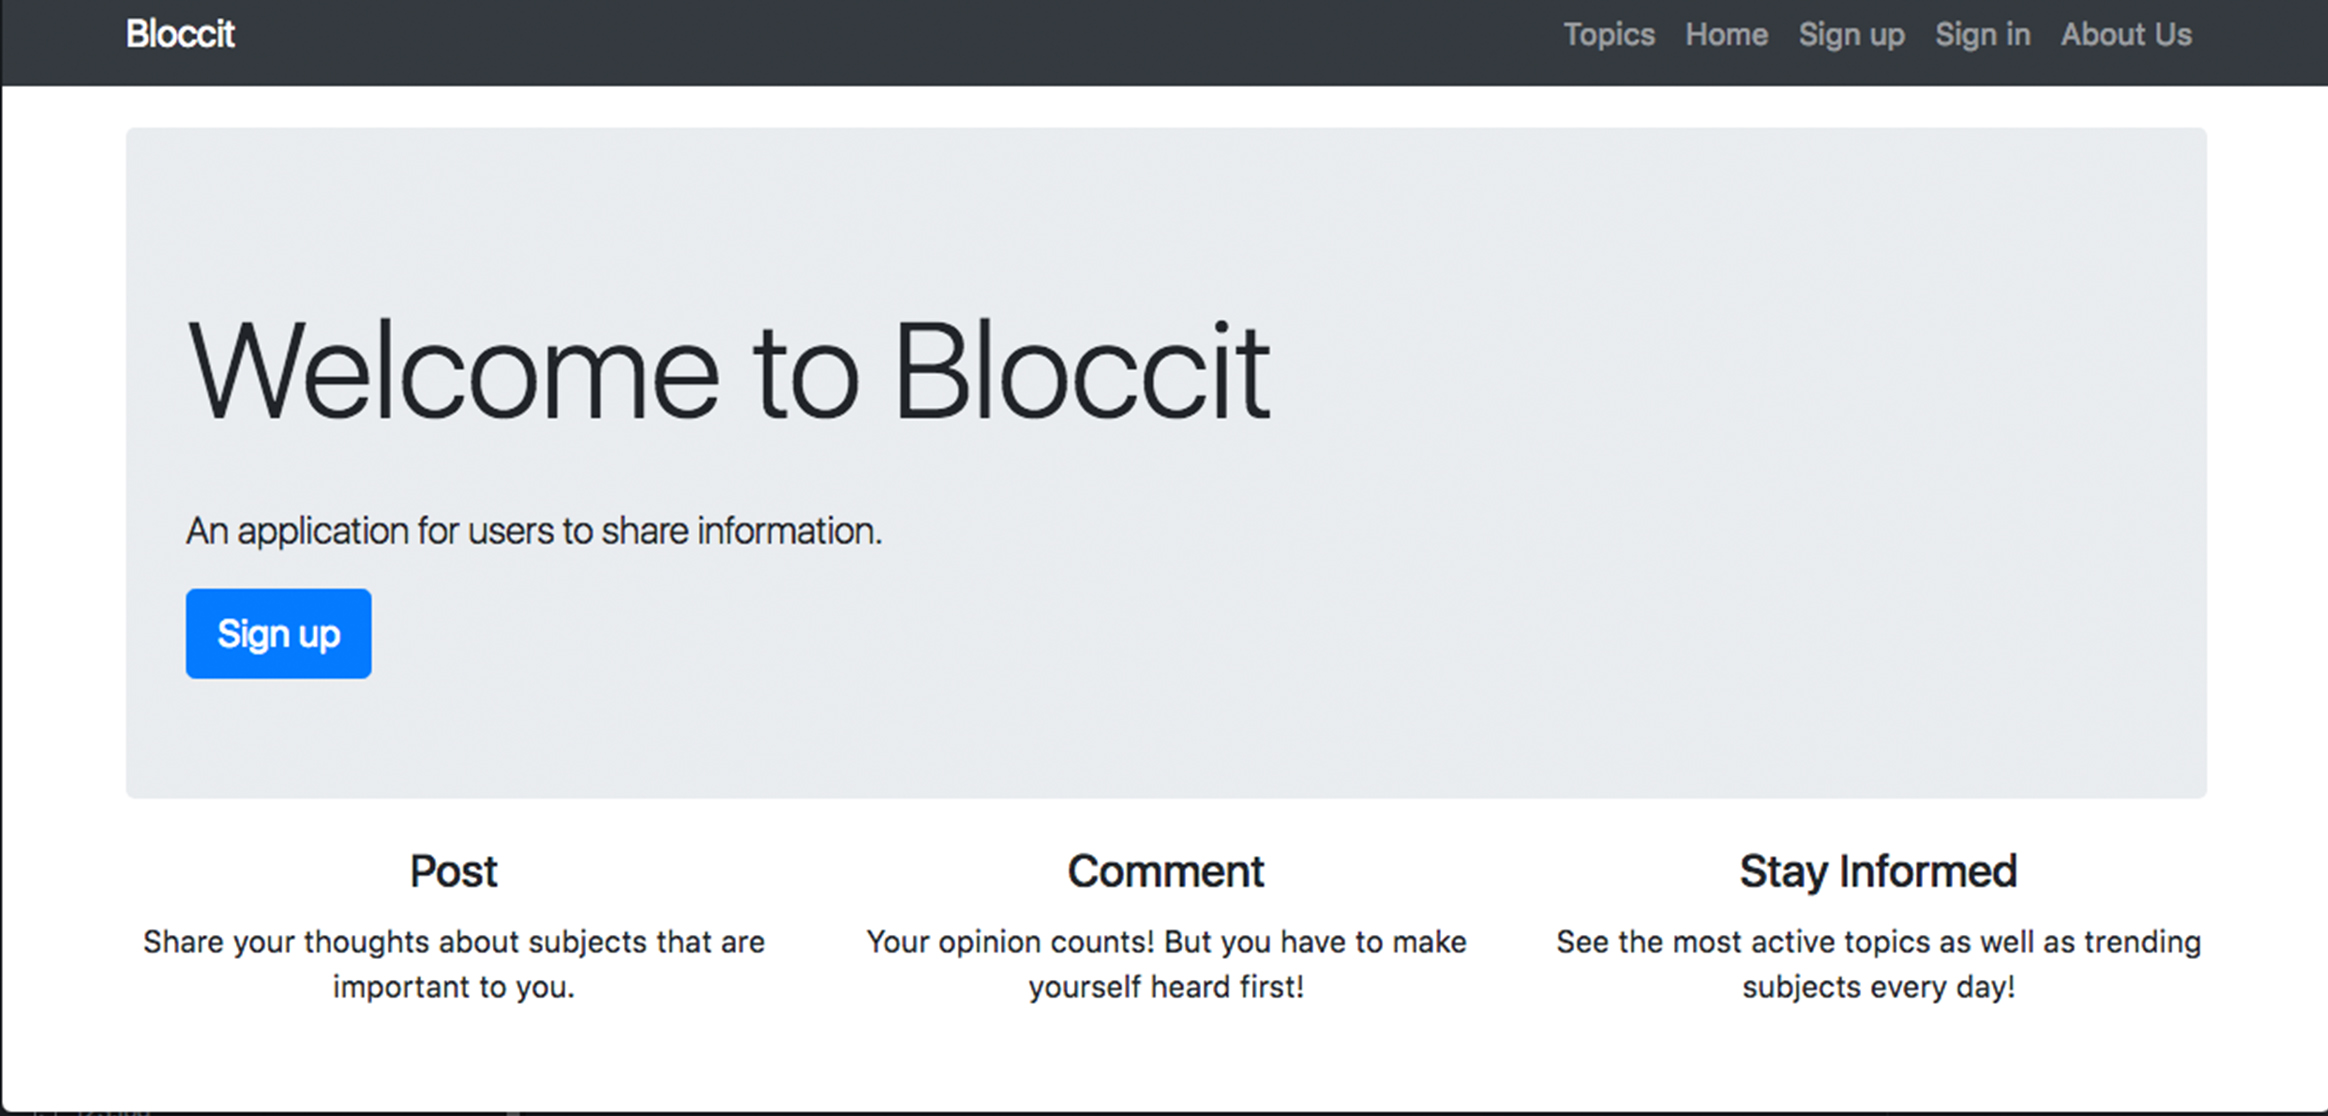 Bloccit
Topics Home Sign up Sign in About Us
Welcome to Bloccit
An application for users to share information.
Sign up
Post
Share your thoughts about subjects that are
important to you.
Comment
Your opinion counts! But you have to make
yourself heard first!
Stay Informed
See the most active topics as well as trending
subjects every day!